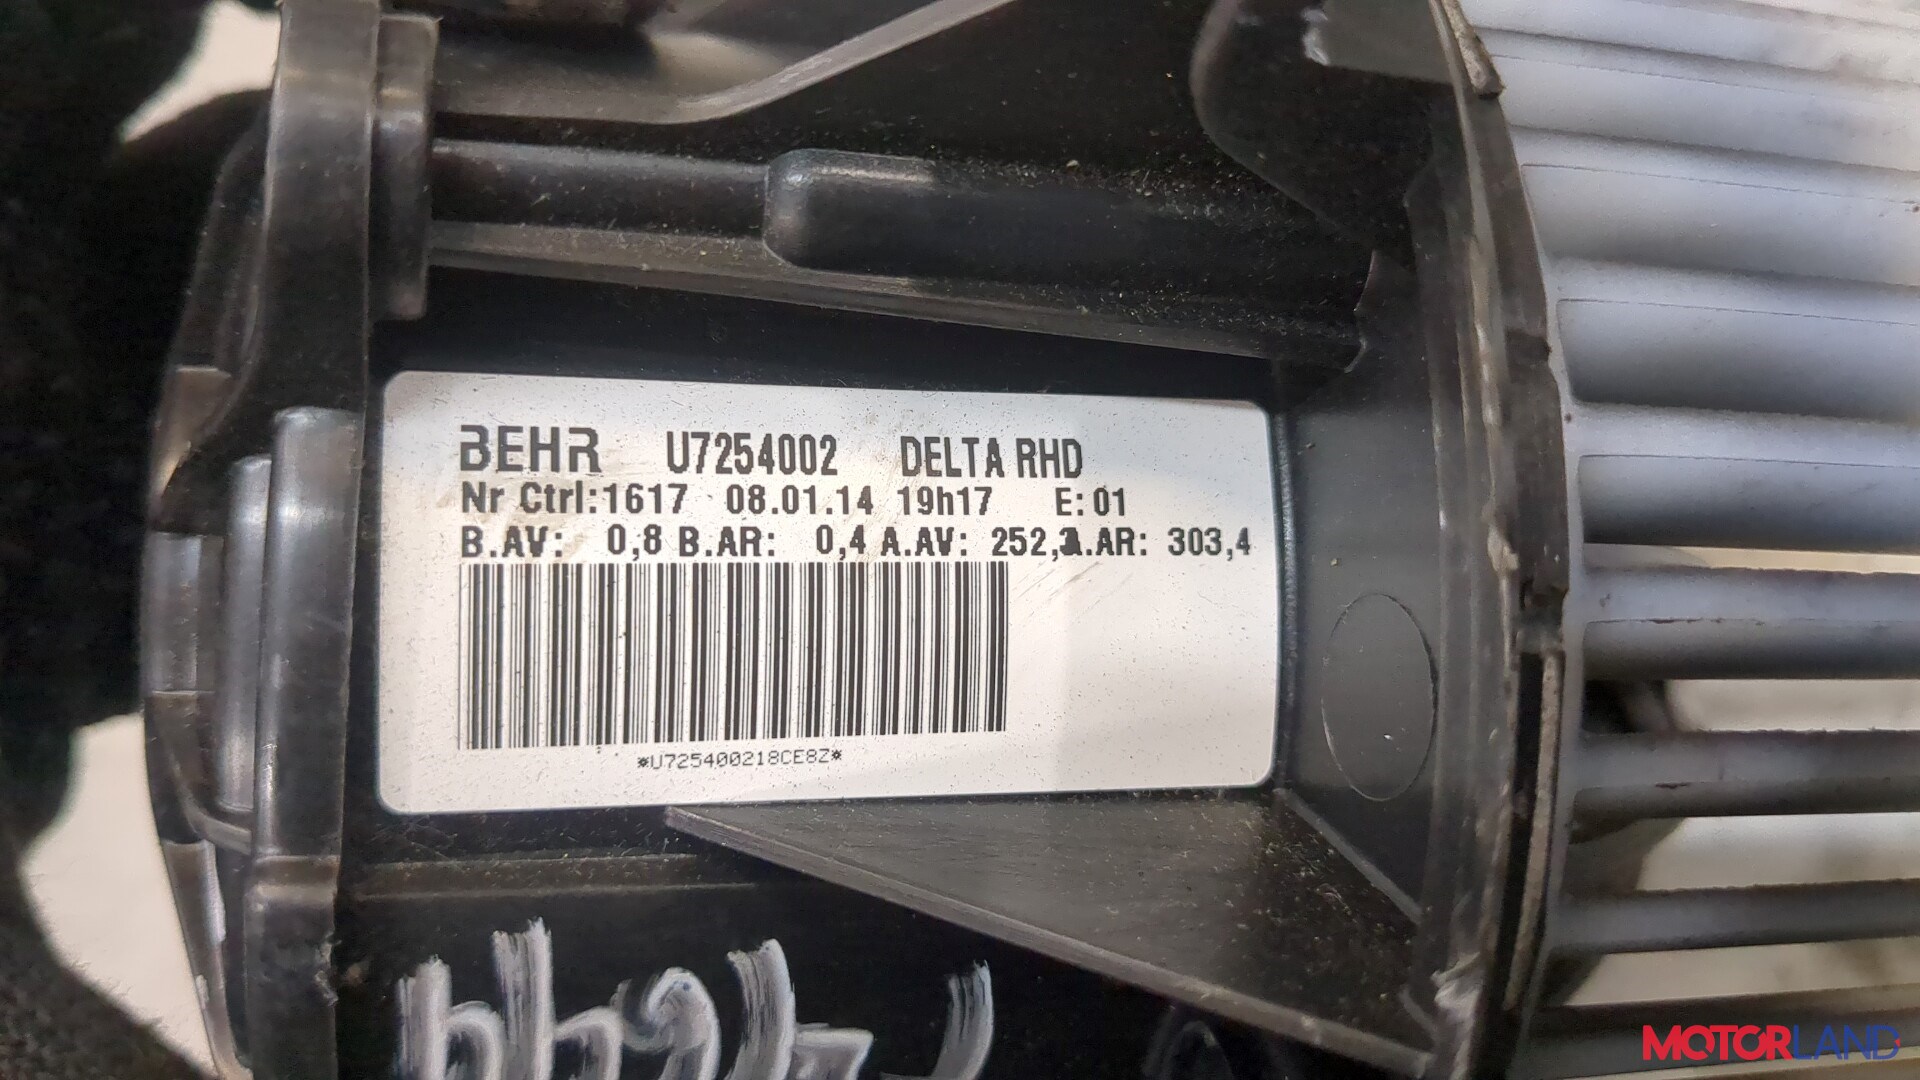 BEHR U7254002 DELTA RHD
Nr Ctrl:1617 08.01.14 19h17 E:01
B.AV: 0,8 B.AR: 0,4 A.AV: 252, A.AR: 303,4
*U725400218CE8Z*
MOTORLAND